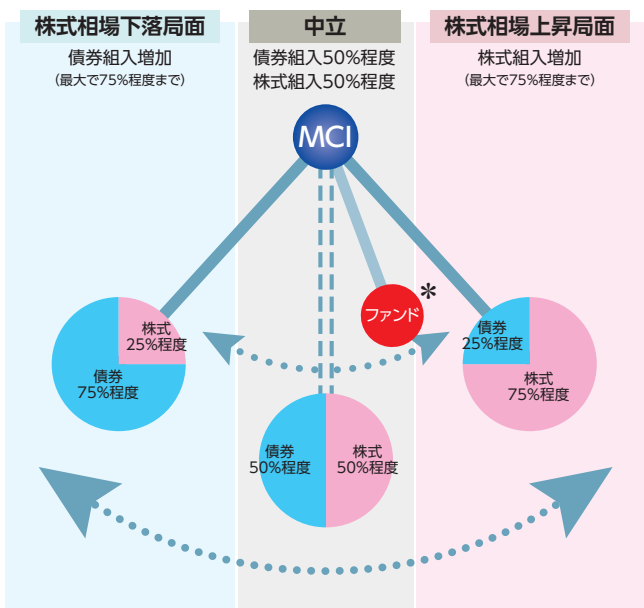 株式相場下落局面
債券組入増加
(最大で75%程度まで)
中立
債券組入50%程度
株式組入50%程度
株式相場上昇局面
株式組入増加
(最大で75%程度まで)
MCI
ファンド
*
株式
25%程度
債券
75%程度
債券
25%程度
株式
75%程度
債券
50%程度
株式
50%程度